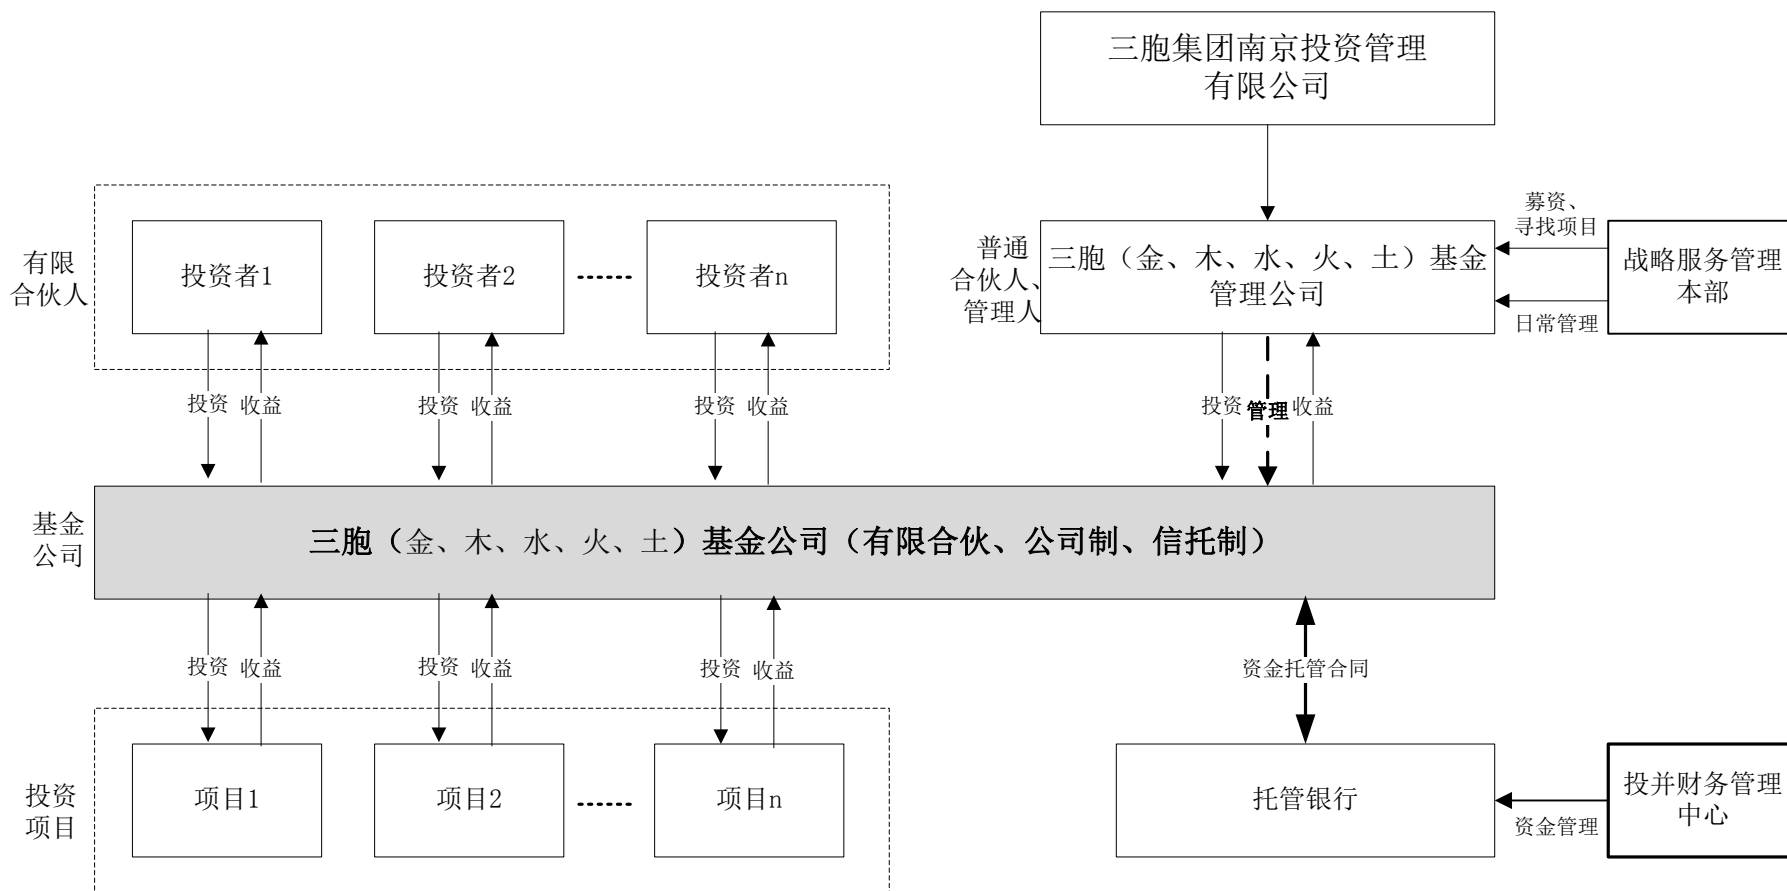 三胞集团南京投资管理
有限公司
募资、
寻找项目
有限
合伙人
投资者1
投资者2
......
投资者n
普通
合伙人、
管理人
三胞（金、木、水、火、土）基金
管理公司
战略服务管理
本部
日常管理
投资
收益
投资
收益
投资
收益
投资
管理
收益
基金
公司
三胞（金、木、水、火、土）基金公司（有限合伙、公司制、信托制）
投资
收益
投资
收益
投资
收益
资金托管合同
投资
项目
项目1
项目2
......
项目n
托管银行
投并财务管理
中心
资金管理